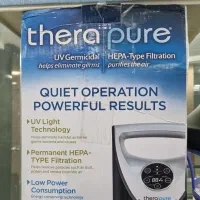 therapure
UV Germicidal
helps eliminate germs
HEPA-Type Filtration
purifies the air
QUIET OPERATION
POWERFUL RESULTS
UV Light
Technology
Permanent HEPA-
TYPE Filtration
Low Power
Consumption